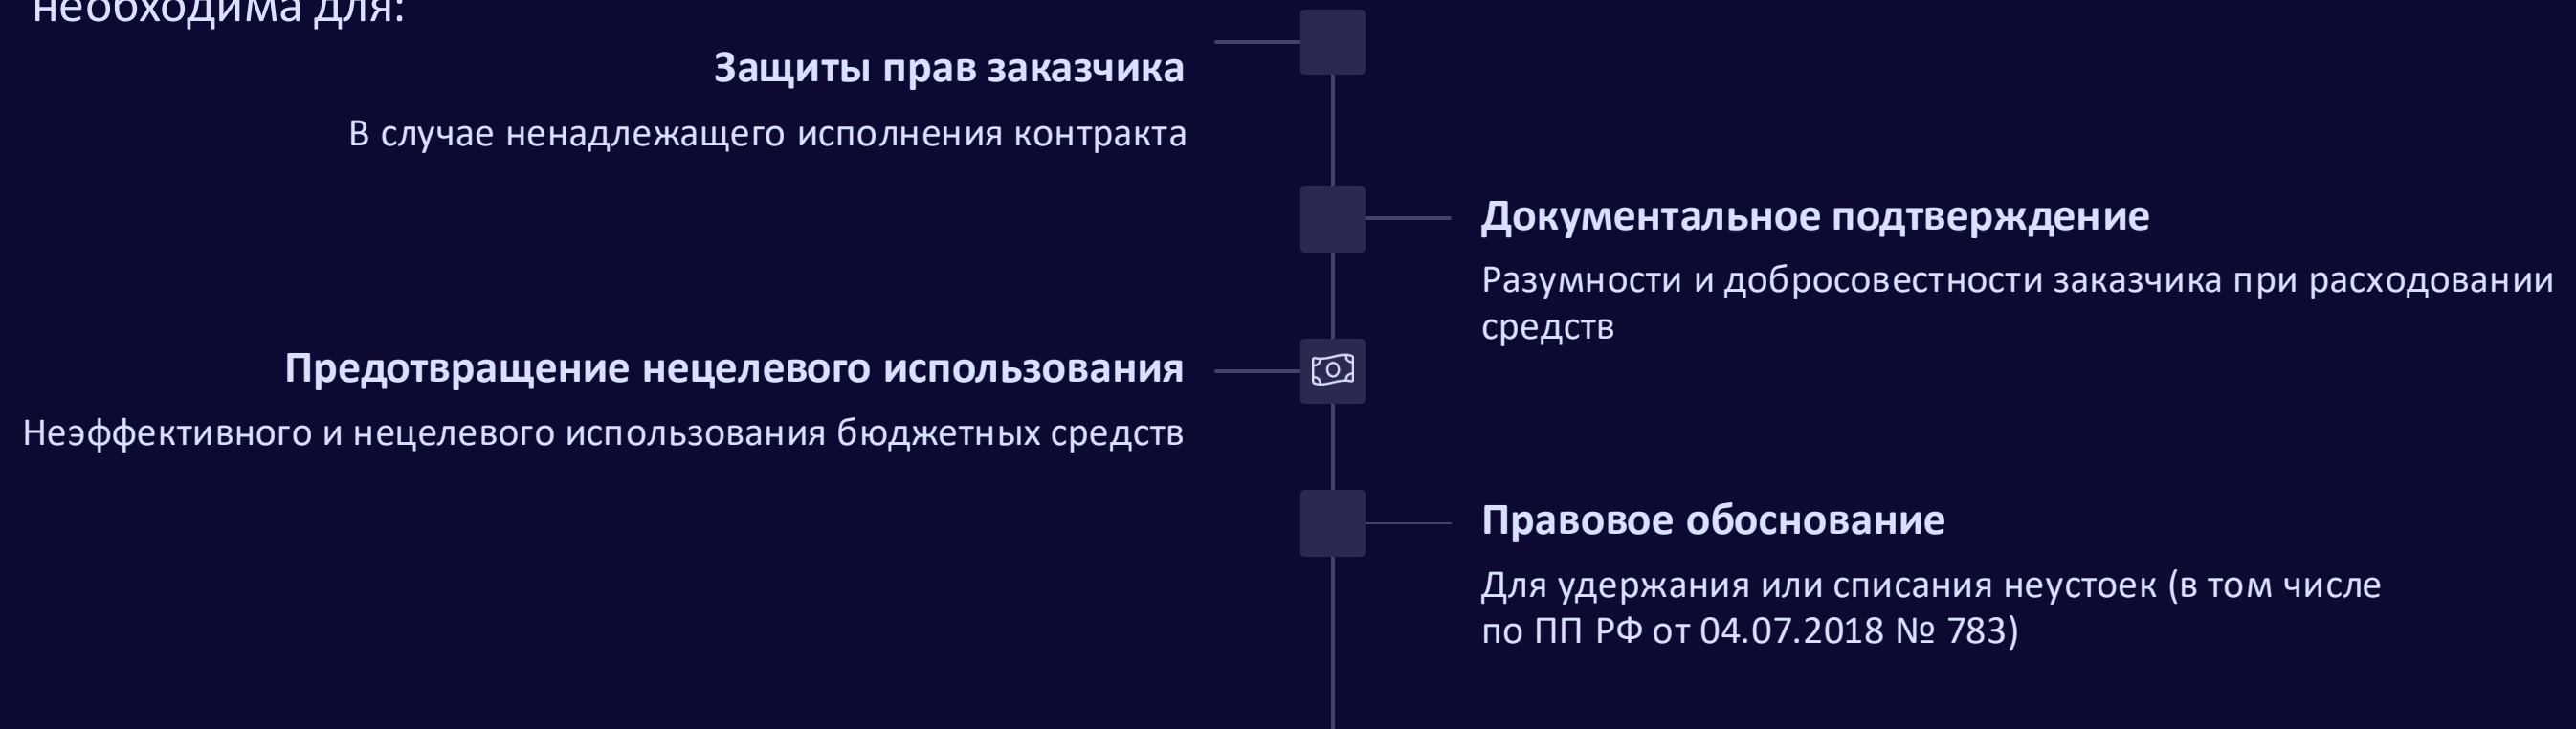 необходима для:
Защиты прав заказчика
В случае ненадлежащего исполнения контракта
Документальное подтверждение
Разумности и добросовестности заказчика при расходовании
средств
Предотвращение нецелевого использования
Неэффективного и нецелевого использования бюджетных средств
Правовое обоснование
Для удержания или списания неустоек (в том числе
по ПП РФ от 04.07.2018 № 783)